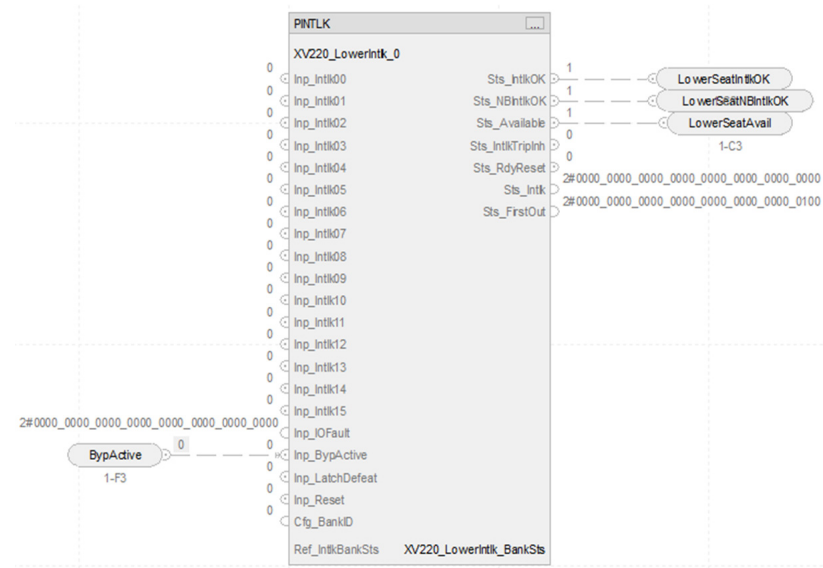 PINTLK
...
XV220_LowerIntlk_0
0 Inp_Intlk00 Sts_IntlkOK 1 LowerSeatIntlkOK
0 Inp_Intlk01 Sts_NBIntlkOK 1
0 Inp_Intlk02 Sts_Available 1 LowerSeatAvail
0 Inp_Intlk03 Sts_IntlkTripInh 0 1-C3
0 Inp_Intlk04 Sts_RdyReset 0
0 Inp_Intlk05 Sts_Intlk 2#0000_0000_0000_0000_0000_0000_0000
0 Inp_Intlk06 Sts_FirstOut 2#0000_0000_0000_0000_0000_0000_0100
0 Inp_Intlk07
0 Inp_Intlk08
0 Inp_Intlk09
0 Inp_Intlk10
0 Inp_Intlk11
0 Inp_Intlk12
0 Inp_Intlk13
0 Inp_Intlk14
0 Inp_Intlk15
2#0000_0000_0000_0000_0000_0000_0000_0000
Inp_IOFault
BypActive 0 0 Inp_BypActive
1-F3
0 Inp_LatchDefeat
0 Inp_Reset
0 Cfg_BankID
Ref_IntlkBankSts XV220_LowerIntlk_BankSts